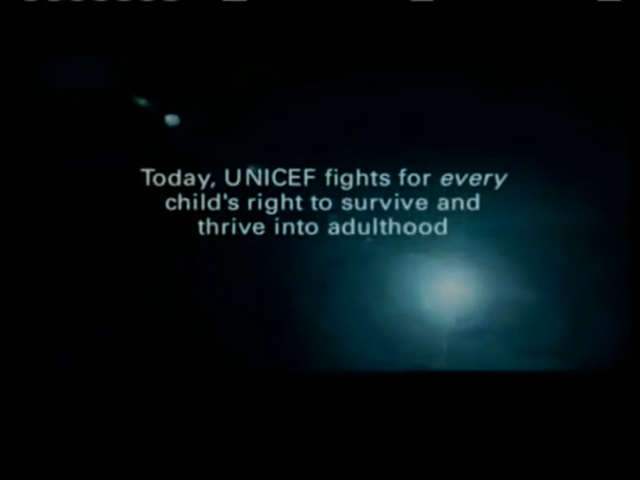 Today, UNICEF fights for every
child's right to survive and
thrive into adulthood